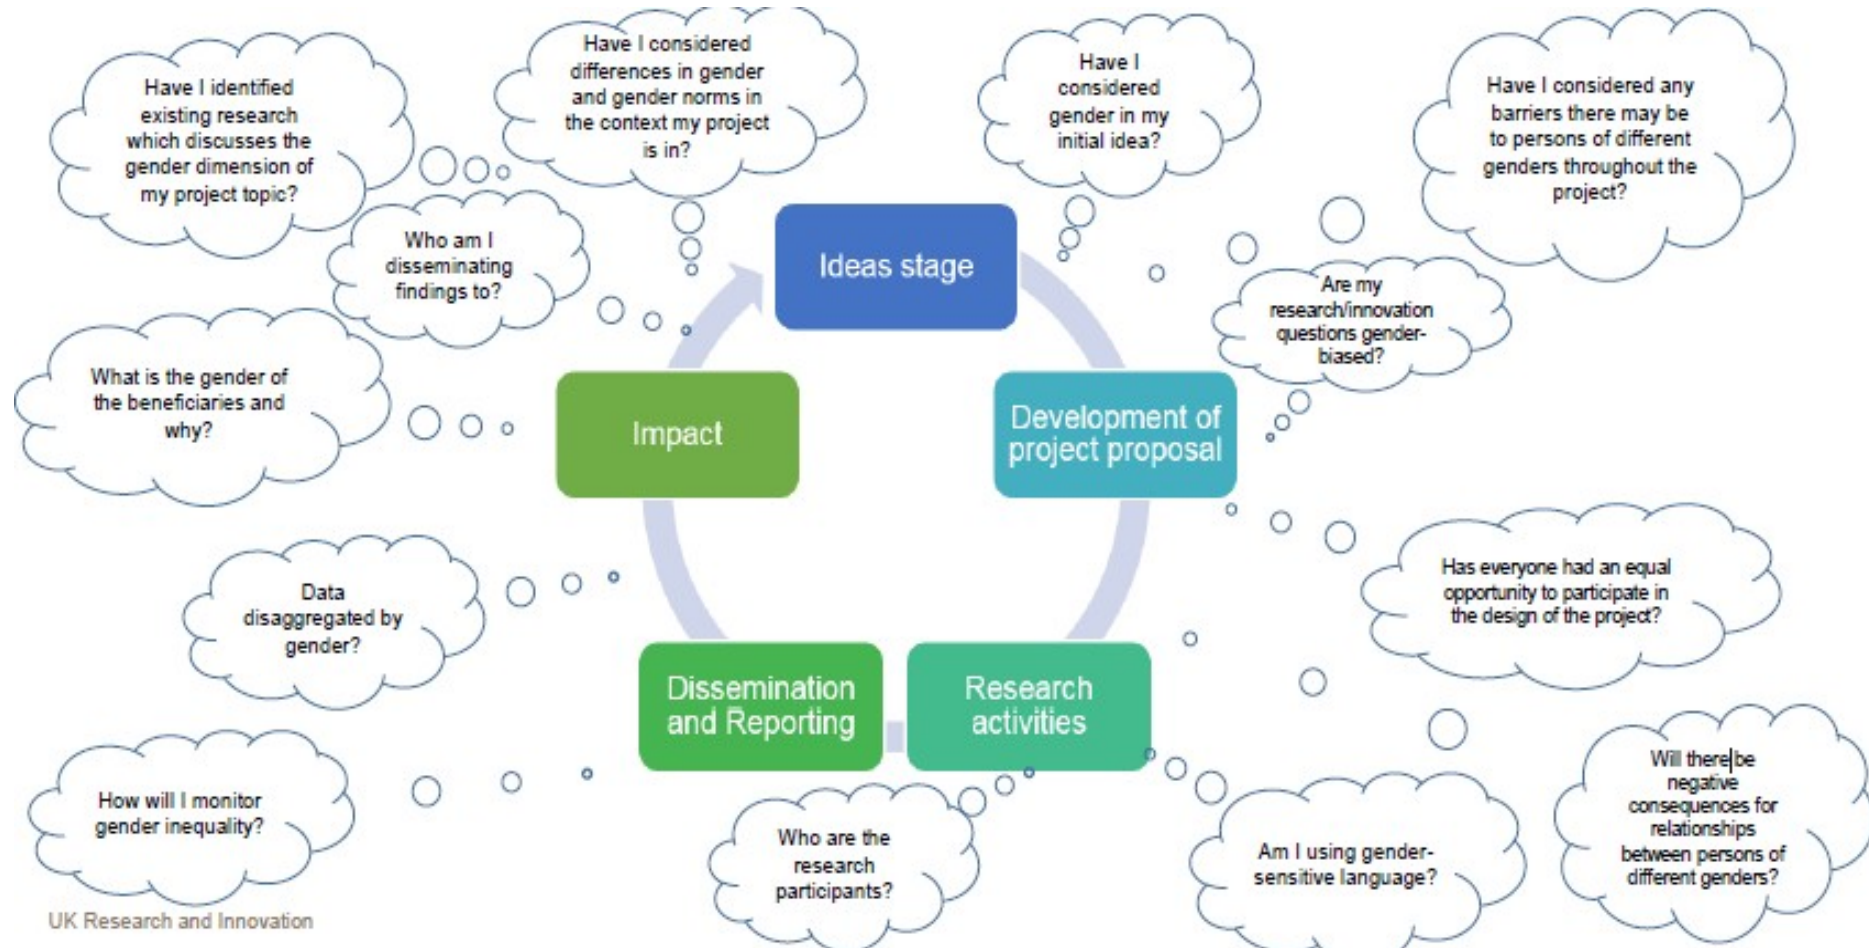 Have I identified
existing research
which discusses the
gender dimension of
my project topic?
Have I considered
differences in gender
and gender norms in
the context my project
is in?
Have I
considered
gender in my
initial idea?
Have I considered any
barriers there may be
to persons of different
genders throughout the
project?
Who am I
disseminating
findings to?
Ideas stage
Are my
research/innovation
questions gender-
biased?
What is the gender of
the beneficiaries and
why?
Impact
Development of
project proposal
Data
disaggregated by
gender?
Has everyone had an equal
opportunity to participate in
the design of the project?
Dissemination
and Reporting
Research
activities
How will I monitor
gender inequality?
Who are the
research
participants?
Am I using gender-
sensitive language?
Will there be
negative
consequences for
relationships
between persons of
different genders?
UK Research and Innovation